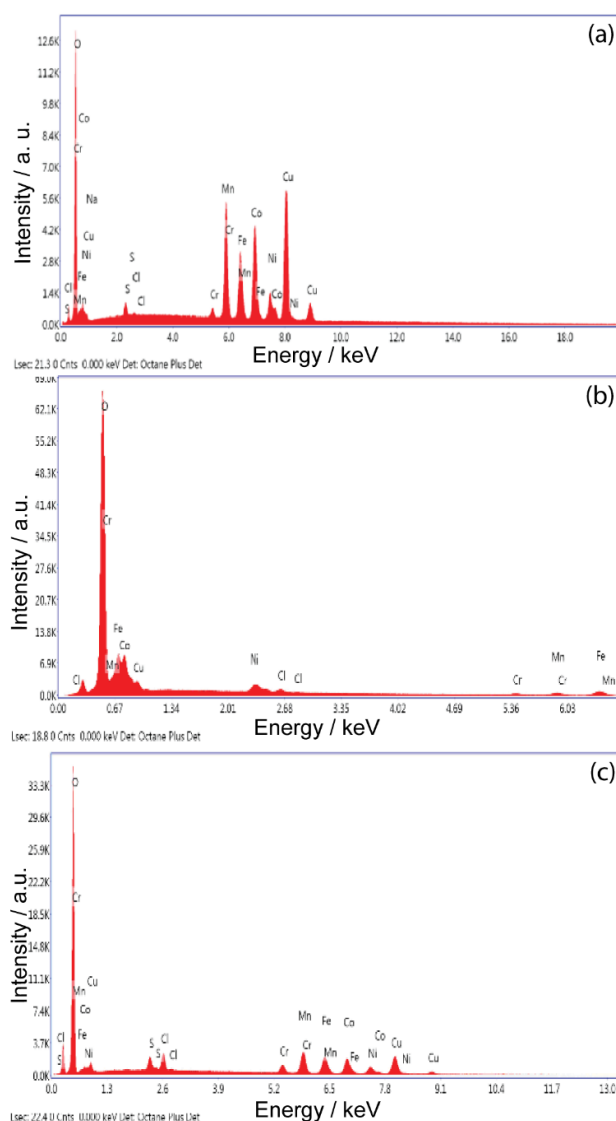 (a)
12.6K
O
11.2K
9.8K
Co
8.4K
Cr
7.0K
5.6K
Na
Mn
Cu
4.2K
Cu
Cr
Co
Ni
Fe
S
Ni
2.8K
Cl
Fe
Cl
S
Mn
Fe
Co
Cu
1.4K
Mn
S
Cl
Cr
Ni
0.0K
0.0 2.0 4.0 6.0 8.0 10.0 12.0 14.0 16.0 18.0
Intensity / a. u.
Energy / keV
Lsec: 21.3 0 Cnts 0.000 keV Det: Octane Plus Det
(b)
69.0K
62.1K
O
55.2K
48.3K
41.4K
Cr
34.5K
27.6K
20.7K
13.8K
Fe
Co
Ni
Mn
Fe
6.9K
Mn
Cu
Cl
Cl
Cl
Cr
Cr
Mn
0.0K
0.00 0.67 1.34 2.01 2.68 3.35 4.02 4.69 5.36 6.03
Intensity / a.u.
Energy / keV
Lsec: 18.8 0 Cnts 0.000 keV Det: Octane Plus Det
(c)
33.3K
O
29.6K
25.9K
22.2K
Cr
18.5K
14.8K
11.1K
Cu
Mn
7.4K
Co
Mn
Fe
Co
Cl
Fe
Cl
Co
3.7K
S
Ni
S
S
Cl
Cr
Cr
Mn
Fe
Ni
Cu
Ni
Cu
0.0K
0.0 1.3 2.6 3.9 5.2 6.5 7.8 9.1 10.4 11.7 13.0
Intensity / a.u.
Energy / keV
Lsec: 22.4 0 Cnts 0.000 keV Det: Octane Plus Det